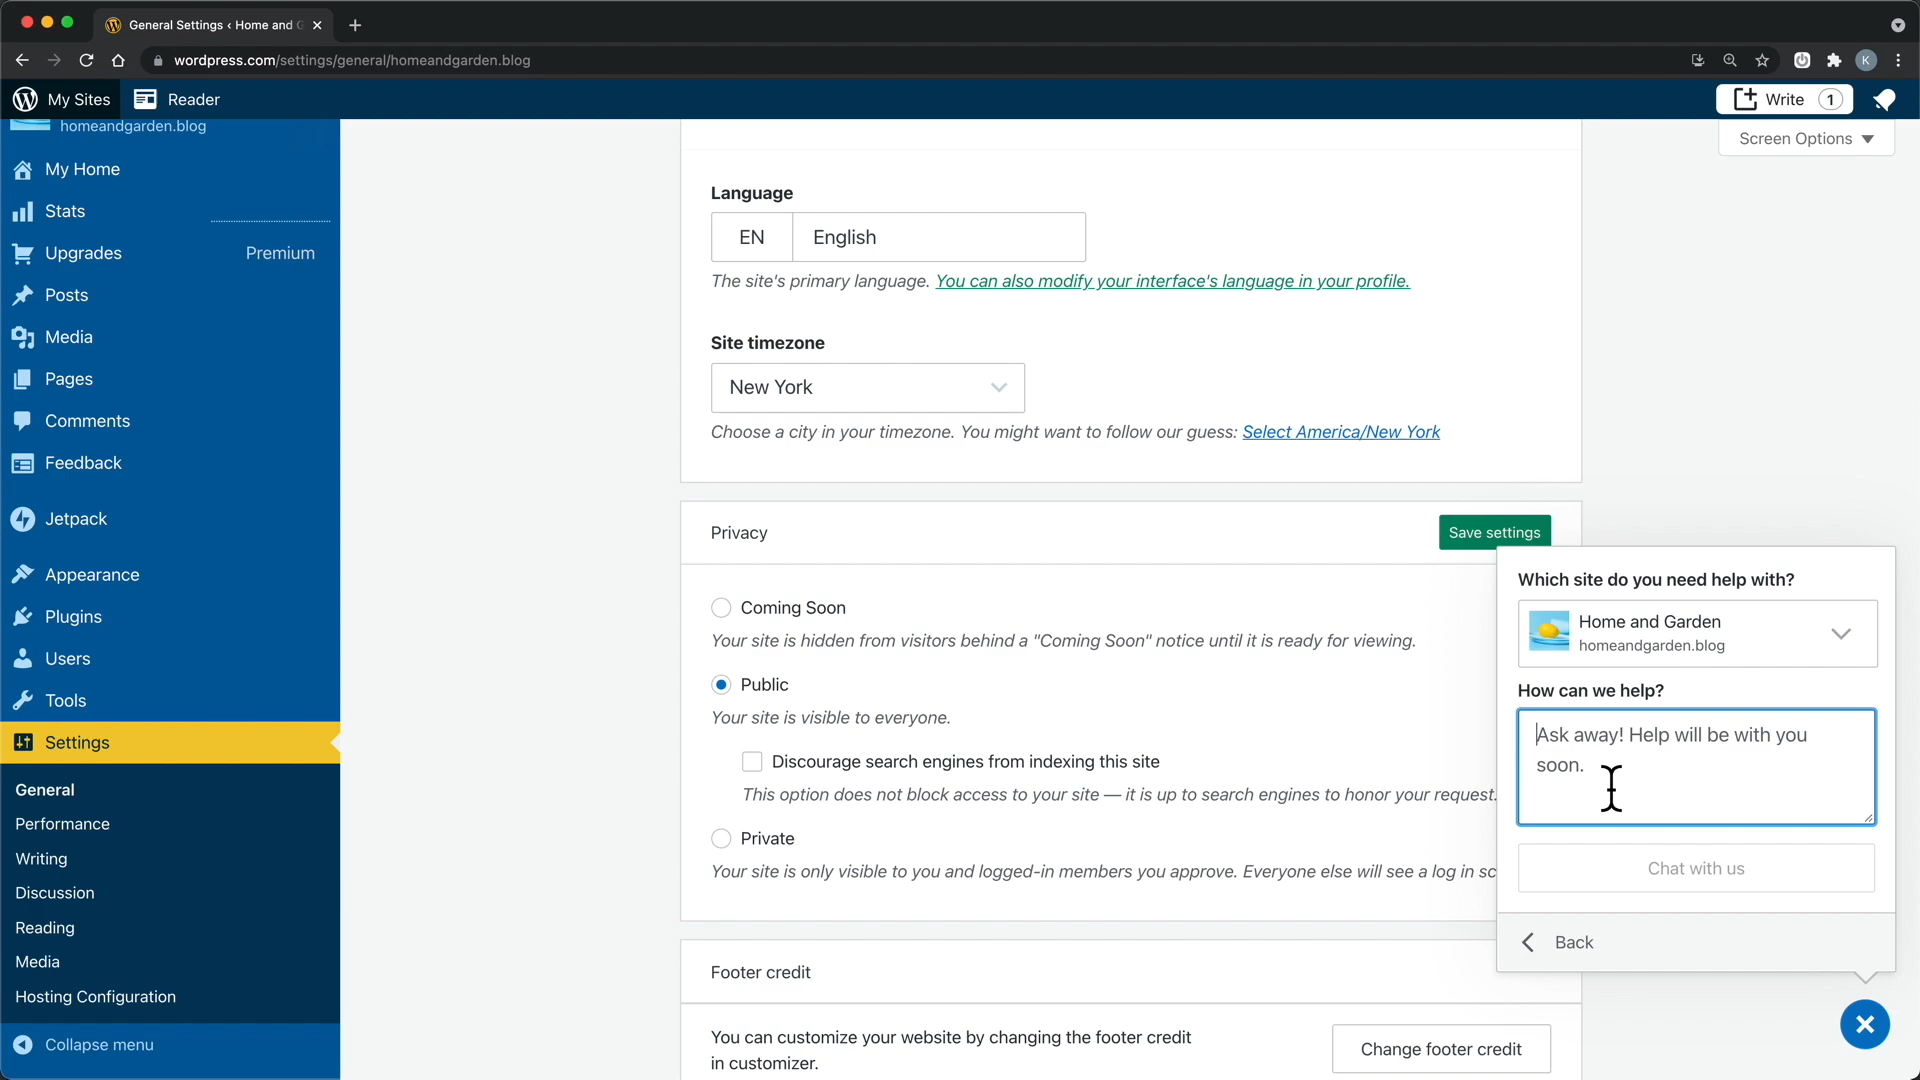 General Settings ‹ Home and G
wordpress.com/settings/general/homeandgarden.blog
K
My Sites
Reader
Write 1
homeandgarden.blog
Screen Options
My Home
Stats
Upgrades Premium
Posts
Media
Pages
Comments
Feedback
Jetpack
Appearance
Plugins
Users
Tools
Settings
General
Performance
Writing
Discussion
Reading
Media
Hosting Configuration
Collapse menu
Language
EN English
The site's primary language. You can also modify your interface's language in your profile.
Site timezone
New York
Choose a city in your timezone. You might want to follow our guess: Select America/New York
Privacy
Save settings
Coming Soon
Your site is hidden from visitors behind a "Coming Soon" notice until it is ready for viewing.
Public
Your site is visible to everyone.
Discourage search engines from indexing this site
This option does not block access to your site — it is up to search engines to honor your request.
Private
Your site is only visible to you and logged-in members you approve. Everyone else will see a log in sc
Footer credit
You can customize your website by changing the footer credit
in customizer.
Change footer credit
Which site do you need help with?
Home and Garden
homeandgarden.blog
How can we help?
Ask away! Help will be with you
soon.
Chat with us
Back